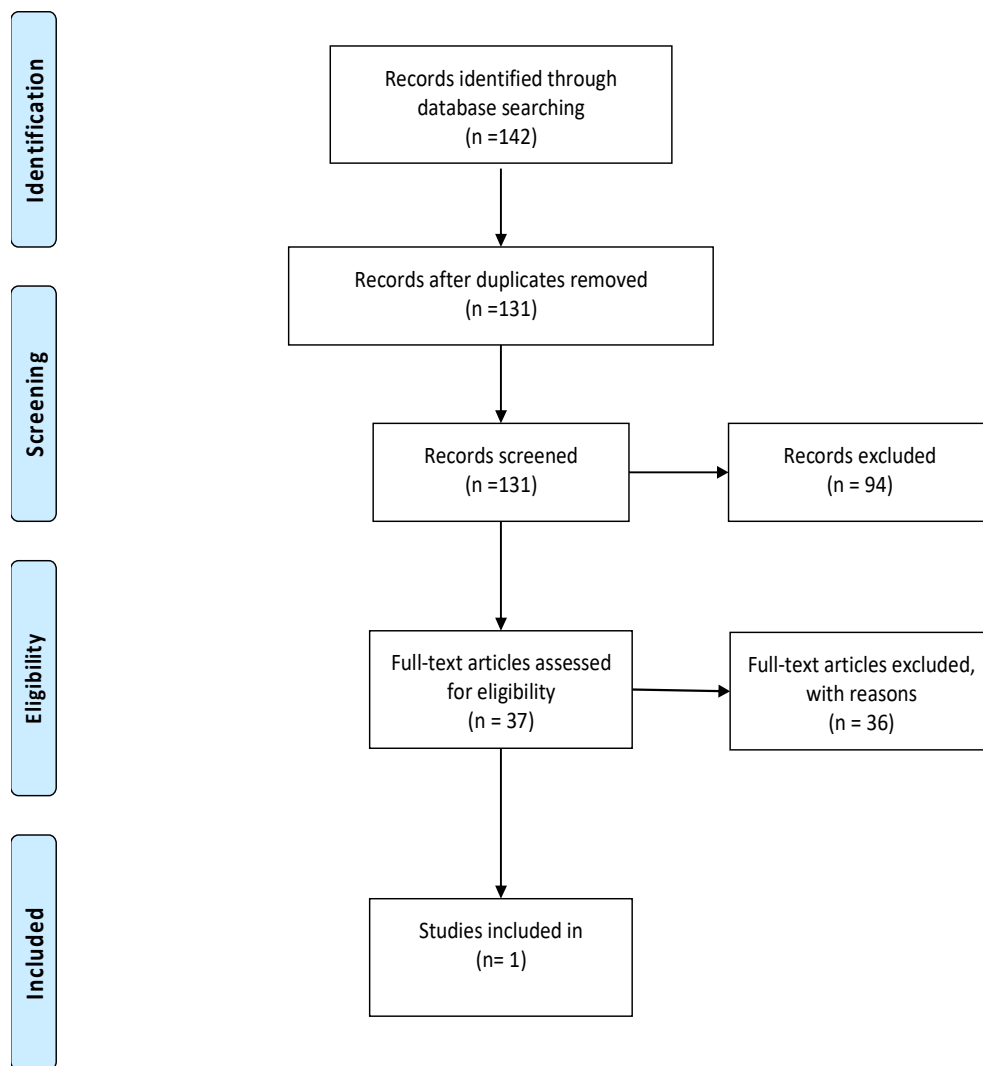 Identification
Records identified through
database searching
(n =142)
Records after duplicates removed
(n =131)
Screening
Records screened
(n =131)
Records excluded
(n = 94)
Eligibility
Full-text articles assessed
for eligibility
(n = 37)
Full-text articles excluded,
with reasons
(n = 36)
Included
Studies included in
(n= 1)